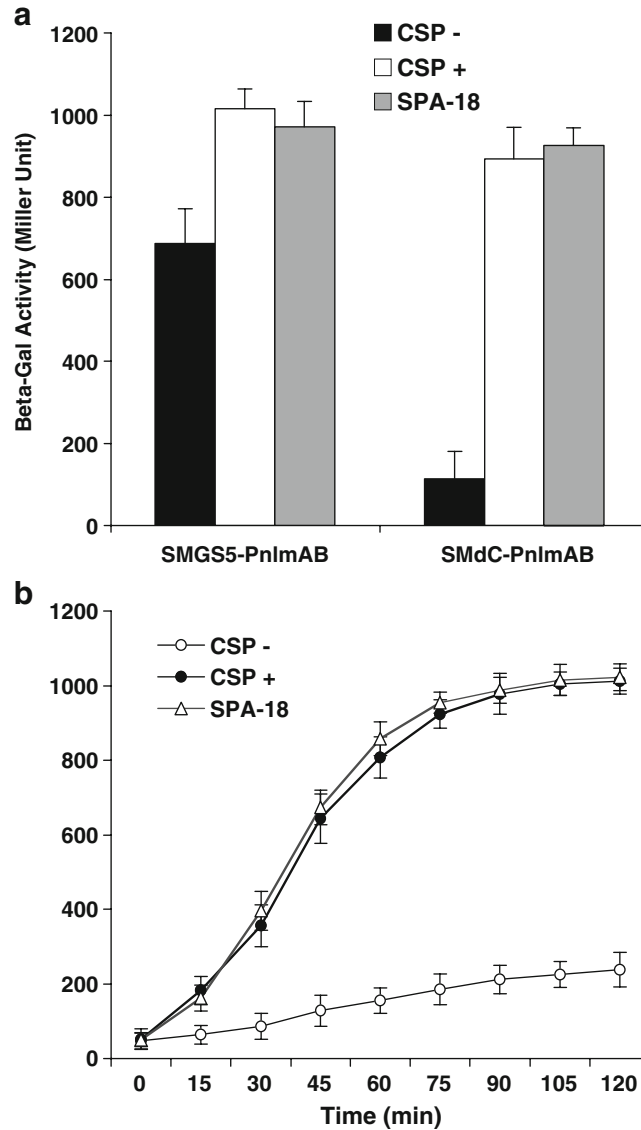 a
1200
1000
800
600
400
200
0
Beta-Gal Activity (Miller Unit)
CSP -
CSP +
SPA-18
SMGS5-PnlmAB
SMdC-PnlmAB
b
1200
1000
800
600
400
200
0
CSP -
CSP +
SPA-18
0 15 30 45 60 75 90 105 120
Time (min)